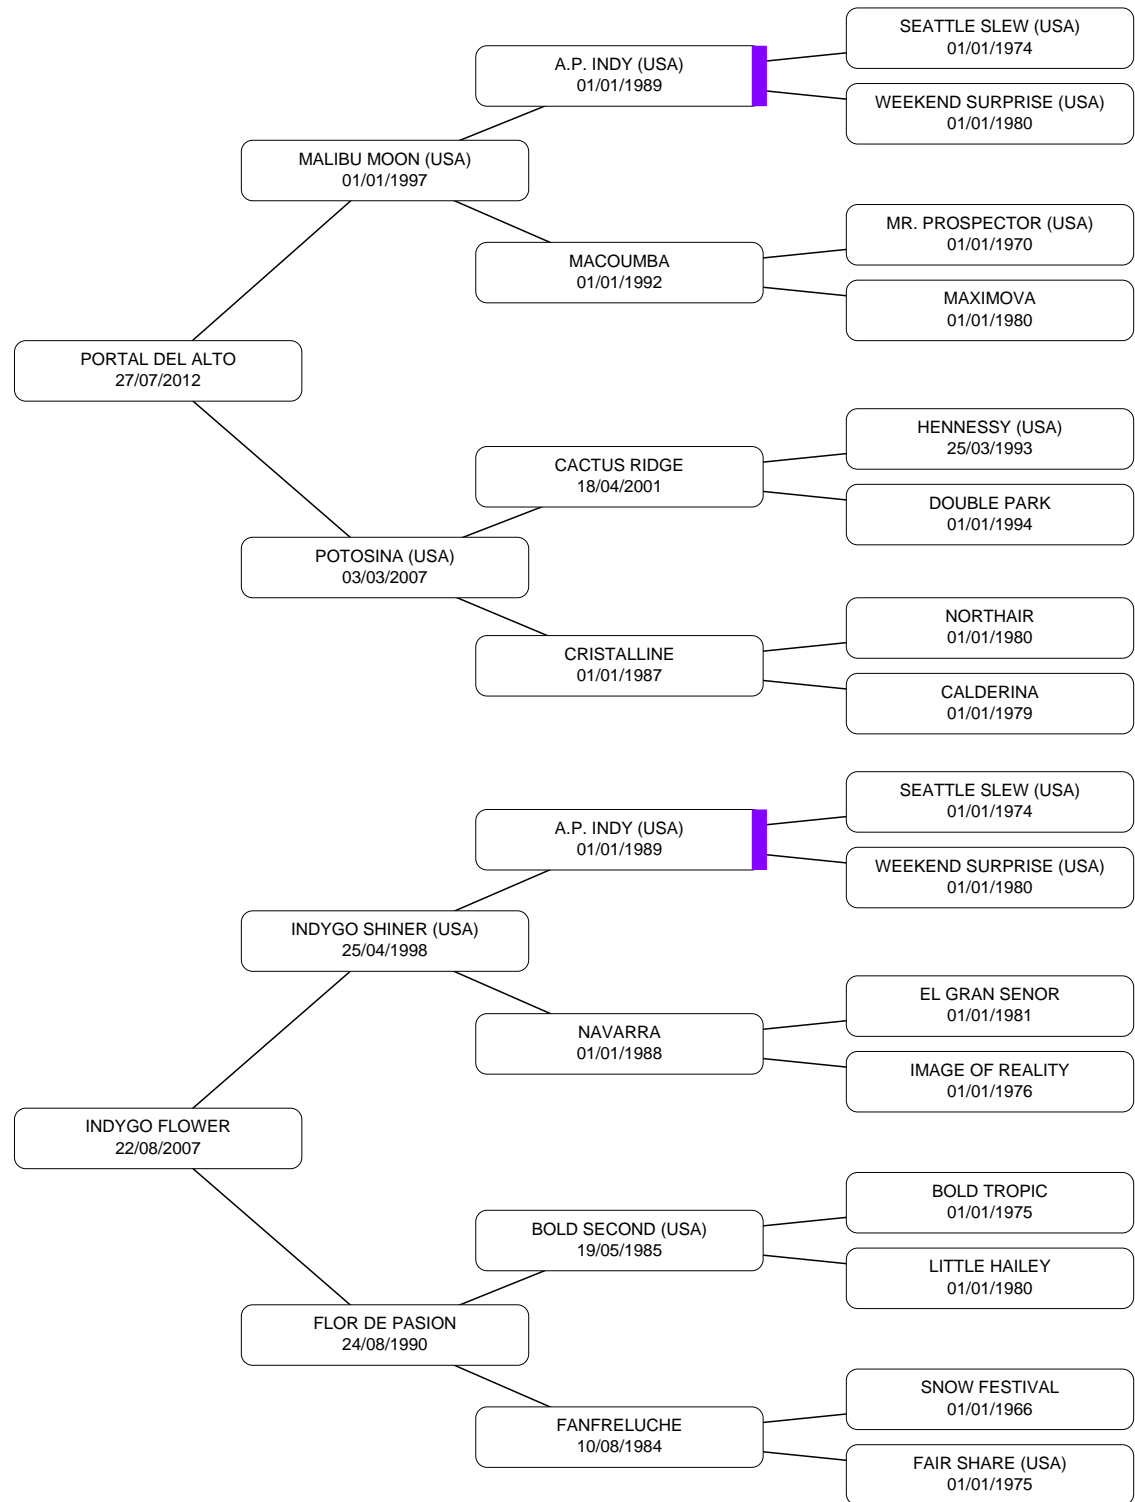 SEATTLE SLEW (USA)
01/01/1974
A.P. INDY (USA)
01/01/1989
WEEKEND SURPRISE (USA)
01/01/1980
MALIBU MOON (USA)
01/01/1997
MR. PROSPECTOR (USA)
01/01/1970
MACOUMBA
01/01/1992
MAXIMOVA
01/01/1980
PORTAL DEL ALTO
27/07/2012
HENNESSY (USA)
25/03/1993
CACTUS RIDGE
18/04/2001
DOUBLE PARK
01/01/1994
POTOSINA (USA)
03/03/2007
NORTHAIR
01/01/1980
CRISTALLINE
01/01/1987
CALDERINA
01/01/1979
SEATTLE SLEW (USA)
01/01/1974
A.P. INDY (USA)
01/01/1989
WEEKEND SURPRISE (USA)
01/01/1980
INDYGO SHINER (USA)
25/04/1998
EL GRAN SENOR
01/01/1981
NAVARRA
01/01/1988
IMAGE OF REALITY
01/01/1976
INDYGO FLOWER
22/08/2007
BOLD TROPIC
01/01/1975
BOLD SECOND (USA)
19/05/1985
LITTLE HAILEY
01/01/1980
FLOR DE PASION
24/08/1990
SNOW FESTIVAL
01/01/1966
FANFRELUCHE
10/08/1984
FAIR SHARE (USA)
01/01/1975